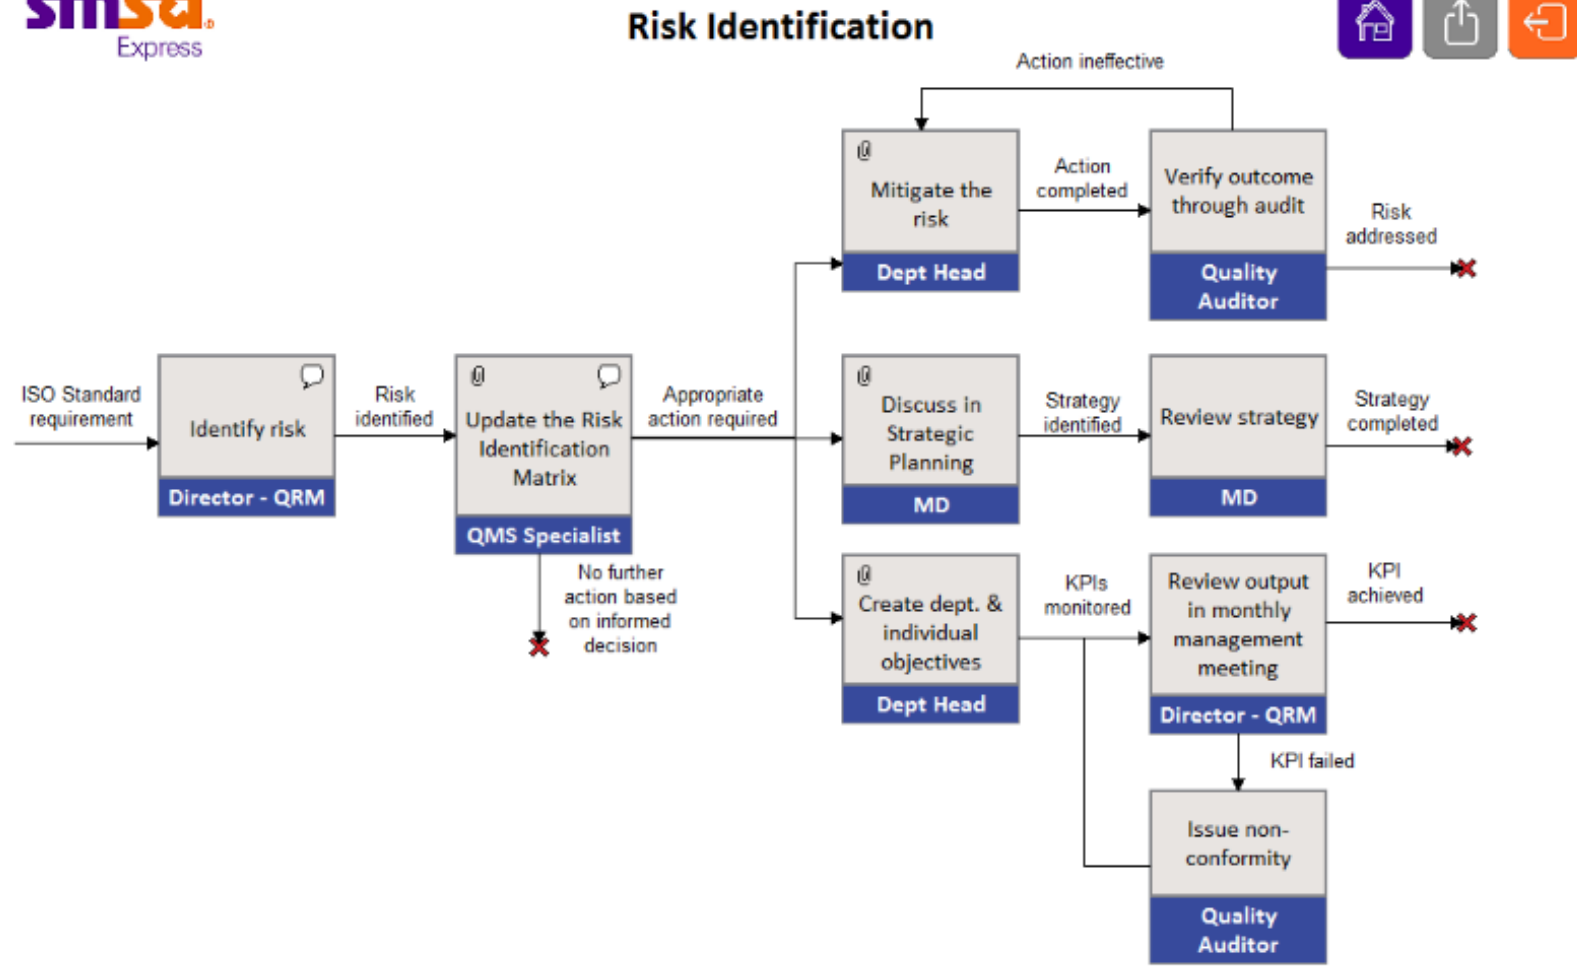 smsa
Express
Risk Identification
Action ineffective
Mitigate the
risk
Dept Head
Action
completed
Verify outcome
through audit
Quality
Auditor
Risk
addressed
ISO Standard
requirement
Identify risk
Director - QRM
Risk
identified
Update the Risk
Identification
Matrix
QMS Specialist
No further
action based
on informed
decision
Appropriate
action required
Discuss in
Strategic
Planning
MD
Strategy
identified
Review strategy
MD
Strategy
completed
Create dept. &
individual
objectives
Dept Head
KPIs
monitored
Review output
in monthly
management
meeting
Director - QRM
KPI
achieved
KPI failed
Issue non-
conformity
Quality
Auditor